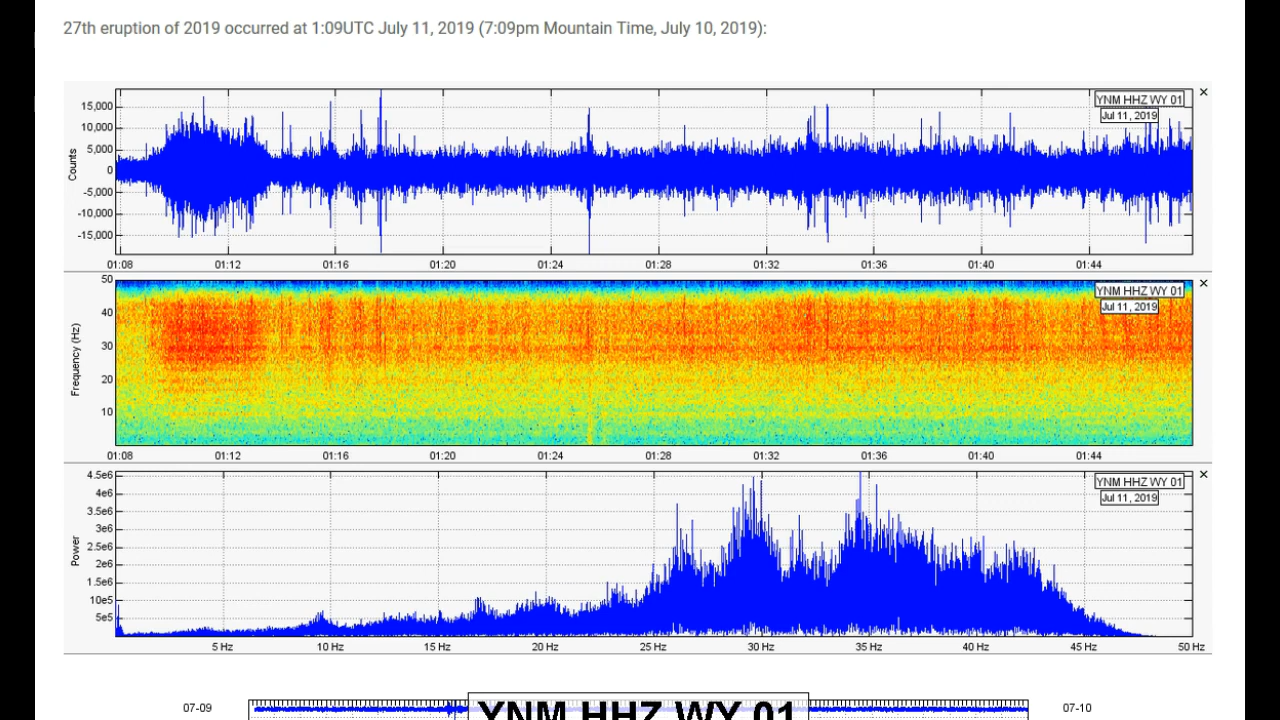 27th eruption of 2019 occurred at 1:09UTC July 11, 2019 (7:09pm Mountain Time, July 10, 2019):
YNM HHZ WY 01
Jul 11, 2019
Counts
15,000
10,000
5,000
0
-5,000
-10,000
-15,000
01:08 01:12 01:16 01:20 01:24 01:28 01:32 01:36 01:40 01:44
YNM HHZ WY 01
Jul 11, 2019
Frequency (Hz)
50
40
30
20
10
01:08 01:12 01:16 01:20 01:24 01:28 01:32 01:36 01:40 01:44
YNM HHZ WY 01
Jul 11, 2019
Power
4.5e6
4e6
3.5e6
3e6
2.5e6
2e6
1.5e6
10e5
5e5
5 Hz 10 Hz 15 Hz 20 Hz 25 Hz 30 Hz 35 Hz 40 Hz 45 Hz 50 Hz
07-09 YNM HHZ WY 01 07-10